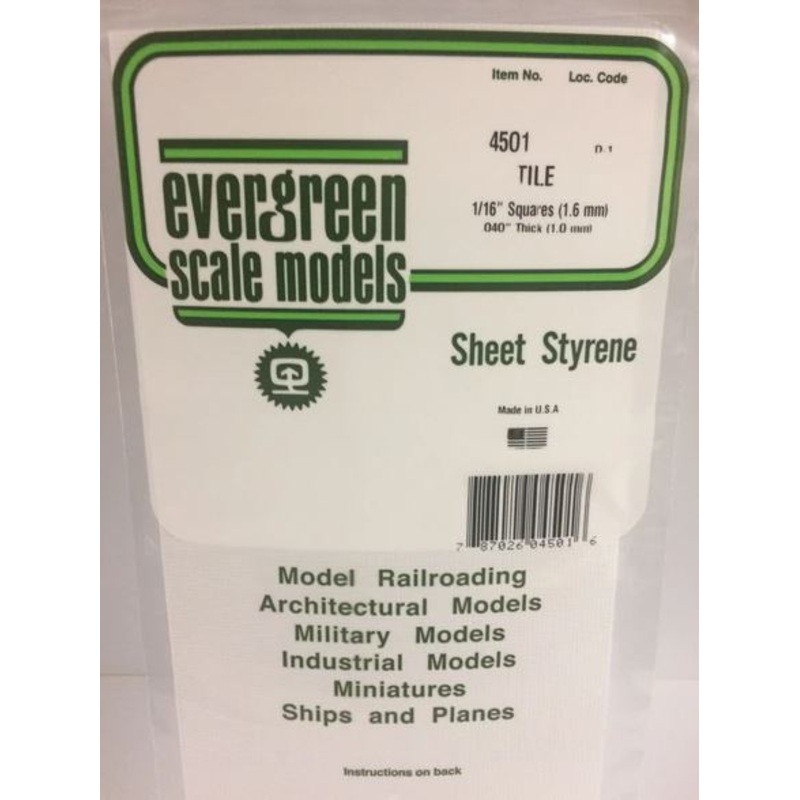 Item No. Loc. Code
4501
TILE
1/16" Squares (1.6 mm)
.040" Thick (1.0 mm)
evergreen
scale models
Sheet Styrene
Made in U.S.A
7 87026 04501 6
Model Railroading
Architectural Models
Military Models
Industrial Models
Miniatures
Ships and Planes
Instructions on back